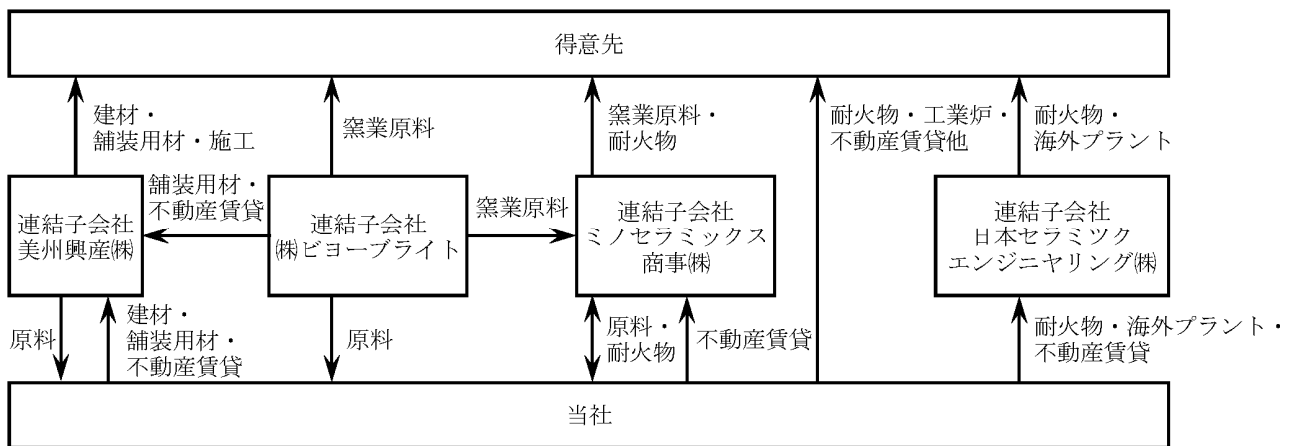 得意先
建材・
舗装用材・施工
窯業原料
窯業原料・
耐火物
耐火物・工業炉・
不動産賃貸他
耐火物・
海外プラント
連結子会社
美州興産㈱
舗装用材・
不動産賃貸
連結子会社
㈱ビヨーブライト
窯業原料
連結子会社
ミノセラミックス
商事㈱
連結子会社
日本セラミツク
エンジニヤリング㈱
原料
建材・
舗装用材・
不動産賃貸
原料
原料・
耐火物
不動産賃貸
耐火物・海外プラント・
不動産賃貸
当社